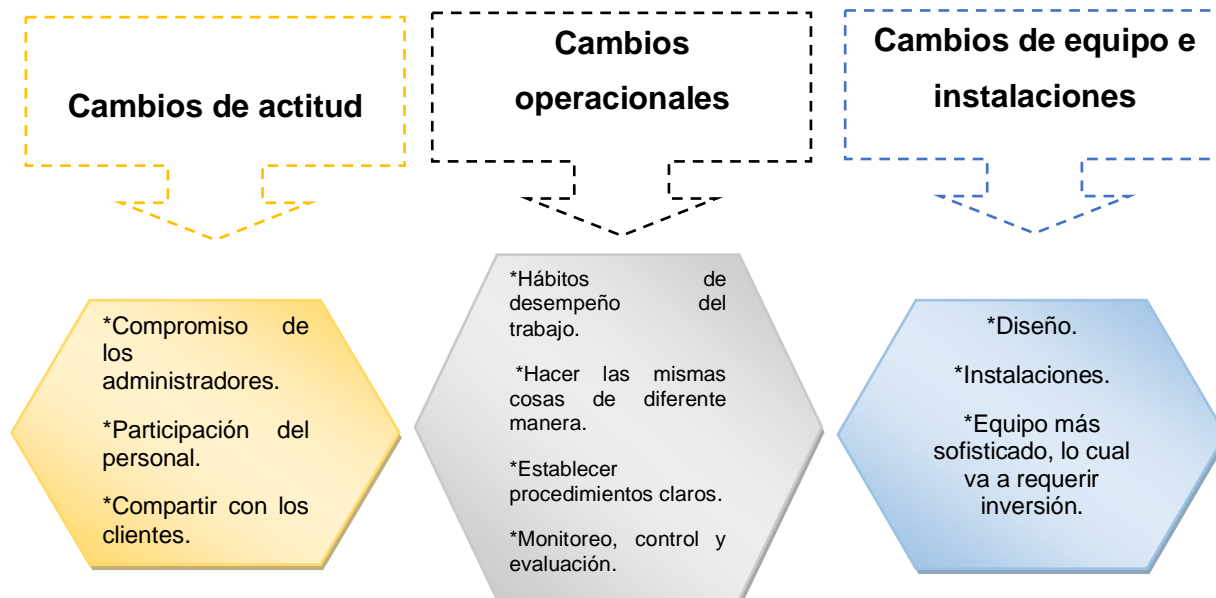 Cambios de actitud
*Compromiso de
los
administradores.
*Participación del
personal.
*Compartir con los
clientes.
Cambios
operacionales
*Hábitos de
desempeño del
trabajo.
*Hacer las mismas
cosas de diferente
manera.
*Establecer
procedimientos claros.
*Monitoreo, control y
evaluación.
Cambios de equipo e
instalaciones
*Diseño.
*Instalaciones.
*Equipo más
sofisticado, lo cual
va a requerir
inversión.